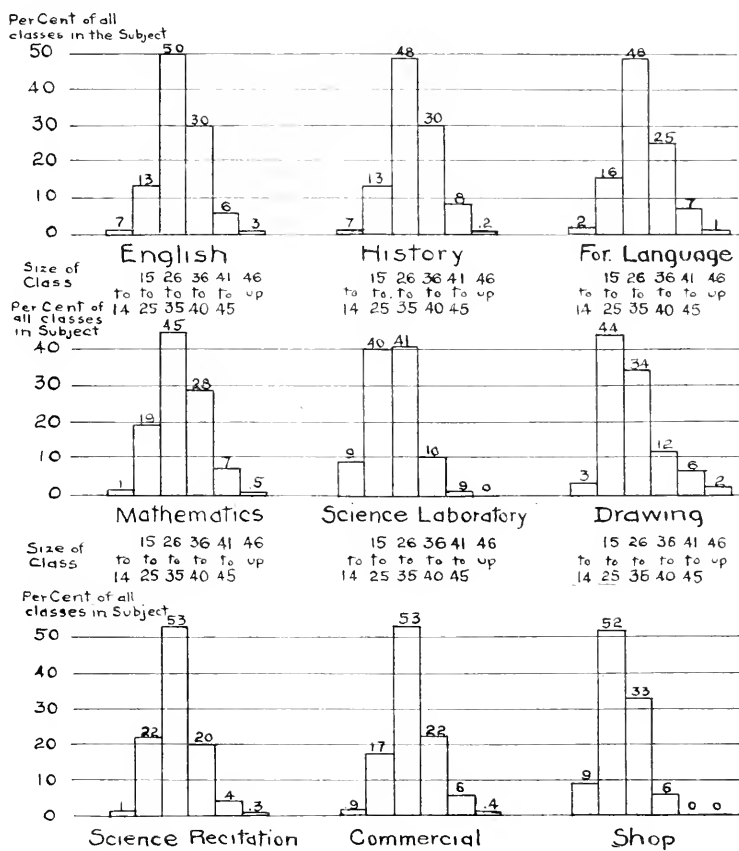 Per Cent of all
classes in the Subject
50 50 48 48
40
30 30 30 25
20
10 13 13 16
6 8 7
0 7 3 7 .2 2 1
English History For. Language
Size of 15 26 36 41 46 15 26 36 41 46 15 26 36 41 46
Class to to to to to up to to. to to to up to to to to to up
14 25 35 40 45 14 25 35 40 45 14 25 35 40 45
Per Cent of
all classes
in Subject
45 44
40 40 41
34
30 28
20 19
10 10 12
7 9 9 6
0 1 .5 0 3 2
Mathematics Science Laboratory Drawing
Size of 15 26 36 41 46 15 26 36 41 46 15 26 36 41 46
Class to to to to to up to to to to to up to to to to to up
14 25 35 40 45 14 25 35 40 45 14 25 35 40 45
Per Cent of all
classes in Subject
50 53 53 52
40
30 33
20 22 20 17 22
10 9
4 6 6
0 1 .3 .9 .4 0 0
Science Recitation Commercial Shop